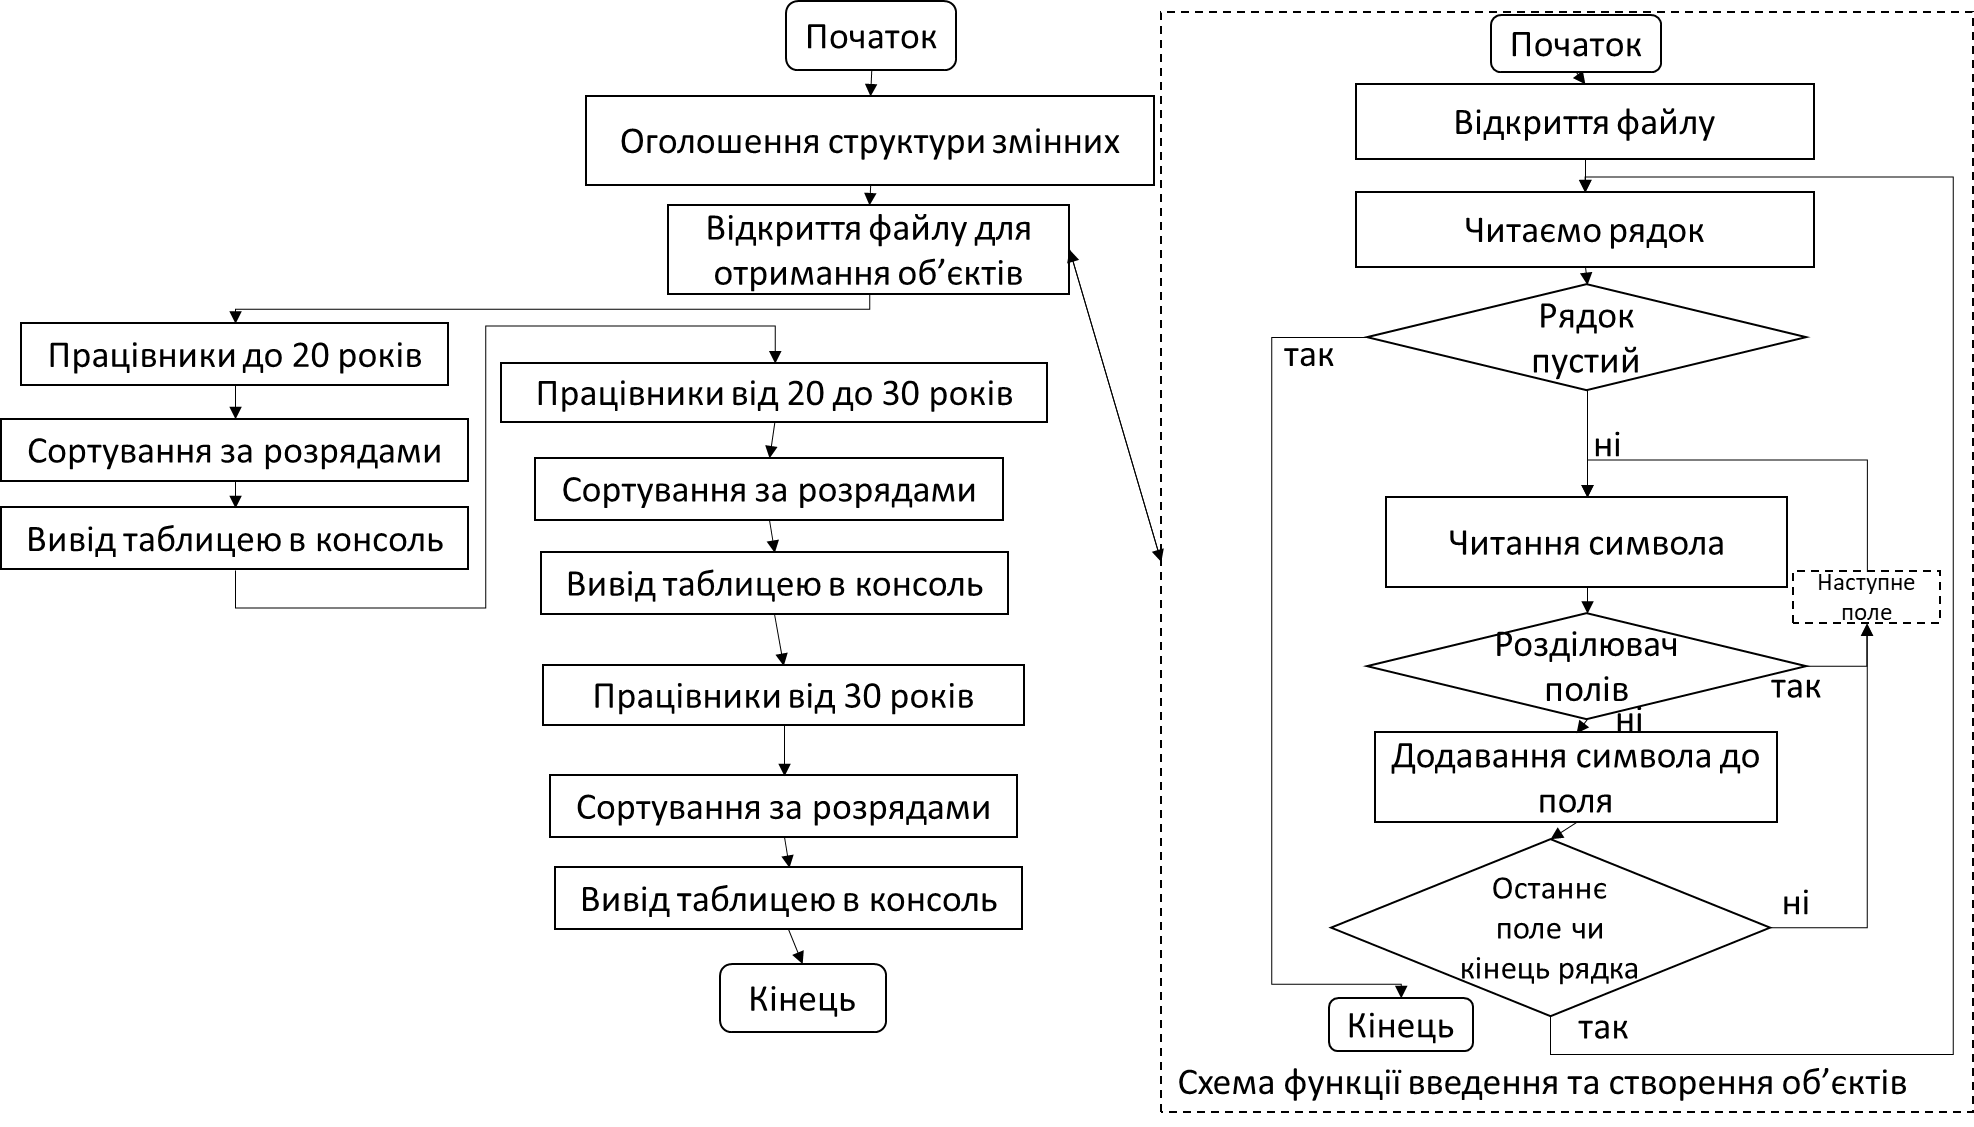 Початок
Оголошення структури змінних
Відкриття файлу для
отримання об’єктів
Працівники до 20 років
Сортування за розрядами
Вивід таблицею в консоль
Працівники від 20 до 30 років
Сортування за розрядами
Вивід таблицею в консоль
Працівники від 30 років
Сортування за розрядами
Вивід таблицею в консоль
Кінець
Початок
Відкриття файлу
Читаємо рядок
Рядок
пустий
так
ні
Читання символа
Наступне
поле
Розділювач
полів
так
ні
Додавання символа до
поля
Останнє
поле чи
кінець рядка
ні
так
Кінець
Схема функції введення та створення об’єктів